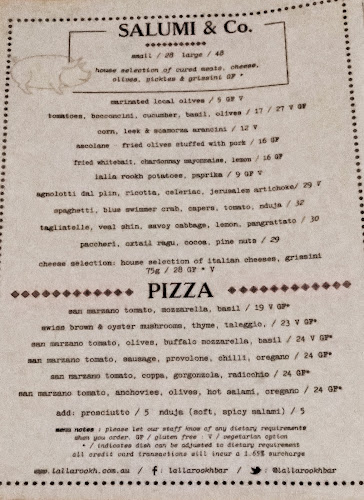 SALUMI & Co.
small / 28 large / 48
house selection of cured meats, cheese,
olives, pickles & grissini GF *
marinated local olives / 5 GF V
tomatoes, bocconcini, cucumber, basil, olives / 17 / 27 V GF
corn, leek & scamorza arancini / 12 V
ascolane - fried olives stuffed with pork / 16 GF
fried whitebait, chardonnay mayonnaise, lemon / 16 GF
lalla rookh potatoes, paprika / 9 GF V
agnolotti dal plin, ricotta, celeriac, jerusalem artichoke/ 29 V
spaghetti, blue swimmer crab, capers, tomato, nduja / 32
tagliatelle, veal shin, savoy cabbage, lemon, pangrattato / 30
paccheri, oxtail ragu, cocoa, pine nuts / 29
cheese selection: house selection of italian cheeses, grissini
75g / 28 GF * V
PIZZA
san marzano tomato, mozzarella, basil / 19 V GF*
swiss brown & oyster mushrooms, thyme, taleggio, / 23 V GF*
san marzano tomato, olives, buffalo mozzarella, basil / 24 V GF*
san marzano tomato, sausage, provolone, chilli, oregano / 24 GF*
san marzano tomato, coppa, gorgonzola, radicchio / 24 GF*
san marzano tomato, anchovies, olives, hot salami, oregano / 24 GF*
add: prosciutto / 5 nduja (soft, spicy salami) / 5
menu notes : please let our staff know of any dietary requirements
when you order. GF / gluten free : V / vegetarian option
* / indicates dish can be adjusted to dietary requirement
all credit card transactions will incur a 1.65% surcharge
www.lallarookh.com.au / f : lallarookhbar / : @lallarookhbar